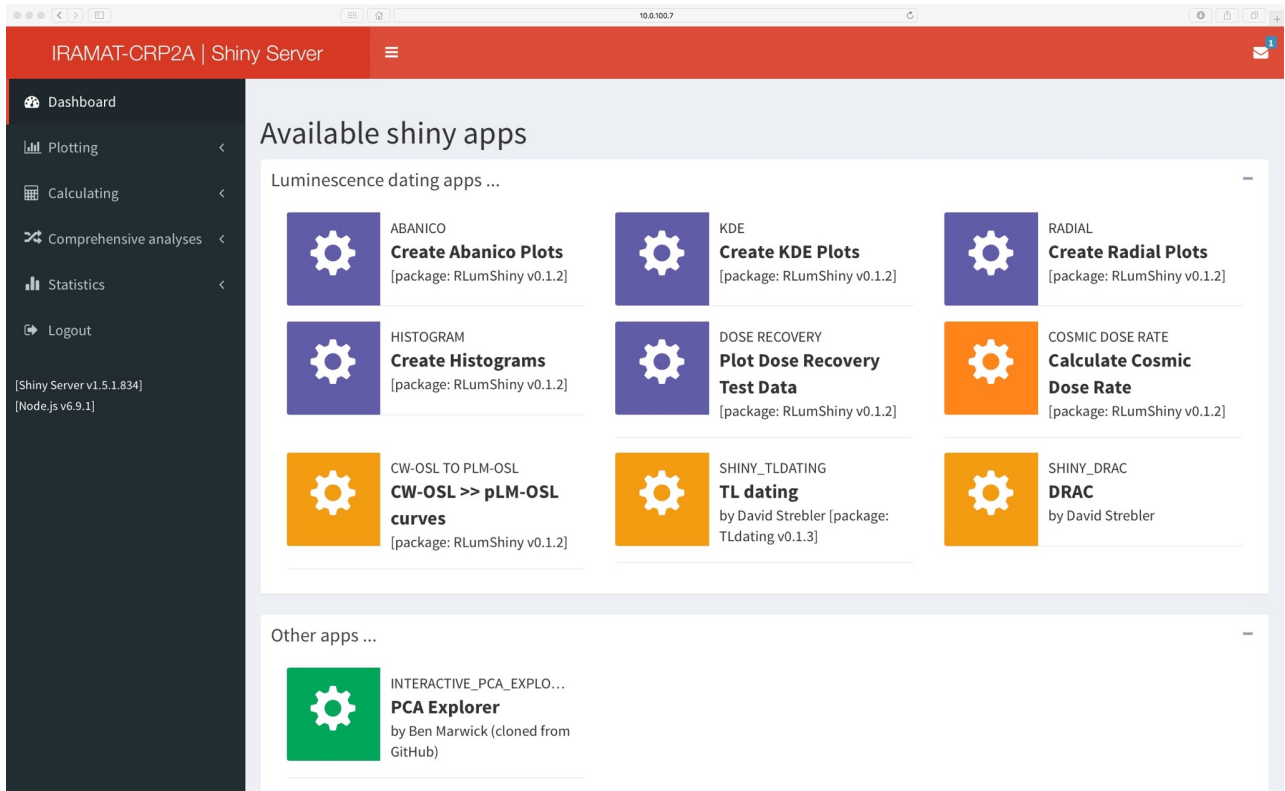 10.0.100.7
IRAMAT-CRP2A | Shiny Server
1
Dashboard
Plotting
Calculating
Comprehensive analyses
Statistics
Logout
[Shiny Server v1.5.1.834]
[Node.js v6.9.1]
Available shiny apps
Luminescence dating apps ...
ABANICO
Create Abanico Plots
[package: RLumShiny v0.1.2]
KDE
Create KDE Plots
[package: RLumShiny v0.1.2]
RADIAL
Create Radial Plots
[package: RLumShiny v0.1.2]
HISTOGRAM
Create Histograms
[package: RLumShiny v0.1.2]
DOSE RECOVERY
Plot Dose Recovery
Test Data
[package: RLumShiny v0.1.2]
COSMIC DOSE RATE
Calculate Cosmic
Dose Rate
[package: RLumShiny v0.1.2]
CW-OSL TO PLM-OSL
CW-OSL >> pLM-OSL
curves
[package: RLumShiny v0.1.2]
SHINY_TLDATING
TL dating
by David Strebler [package:
TLdating v0.1.3]
SHINY_DRAC
DRAC
by David Strebler
Other apps ...
INTERACTIVE_PCA_EXPLO...
PCA Explorer
by Ben Marwick (cloned from
GitHub)